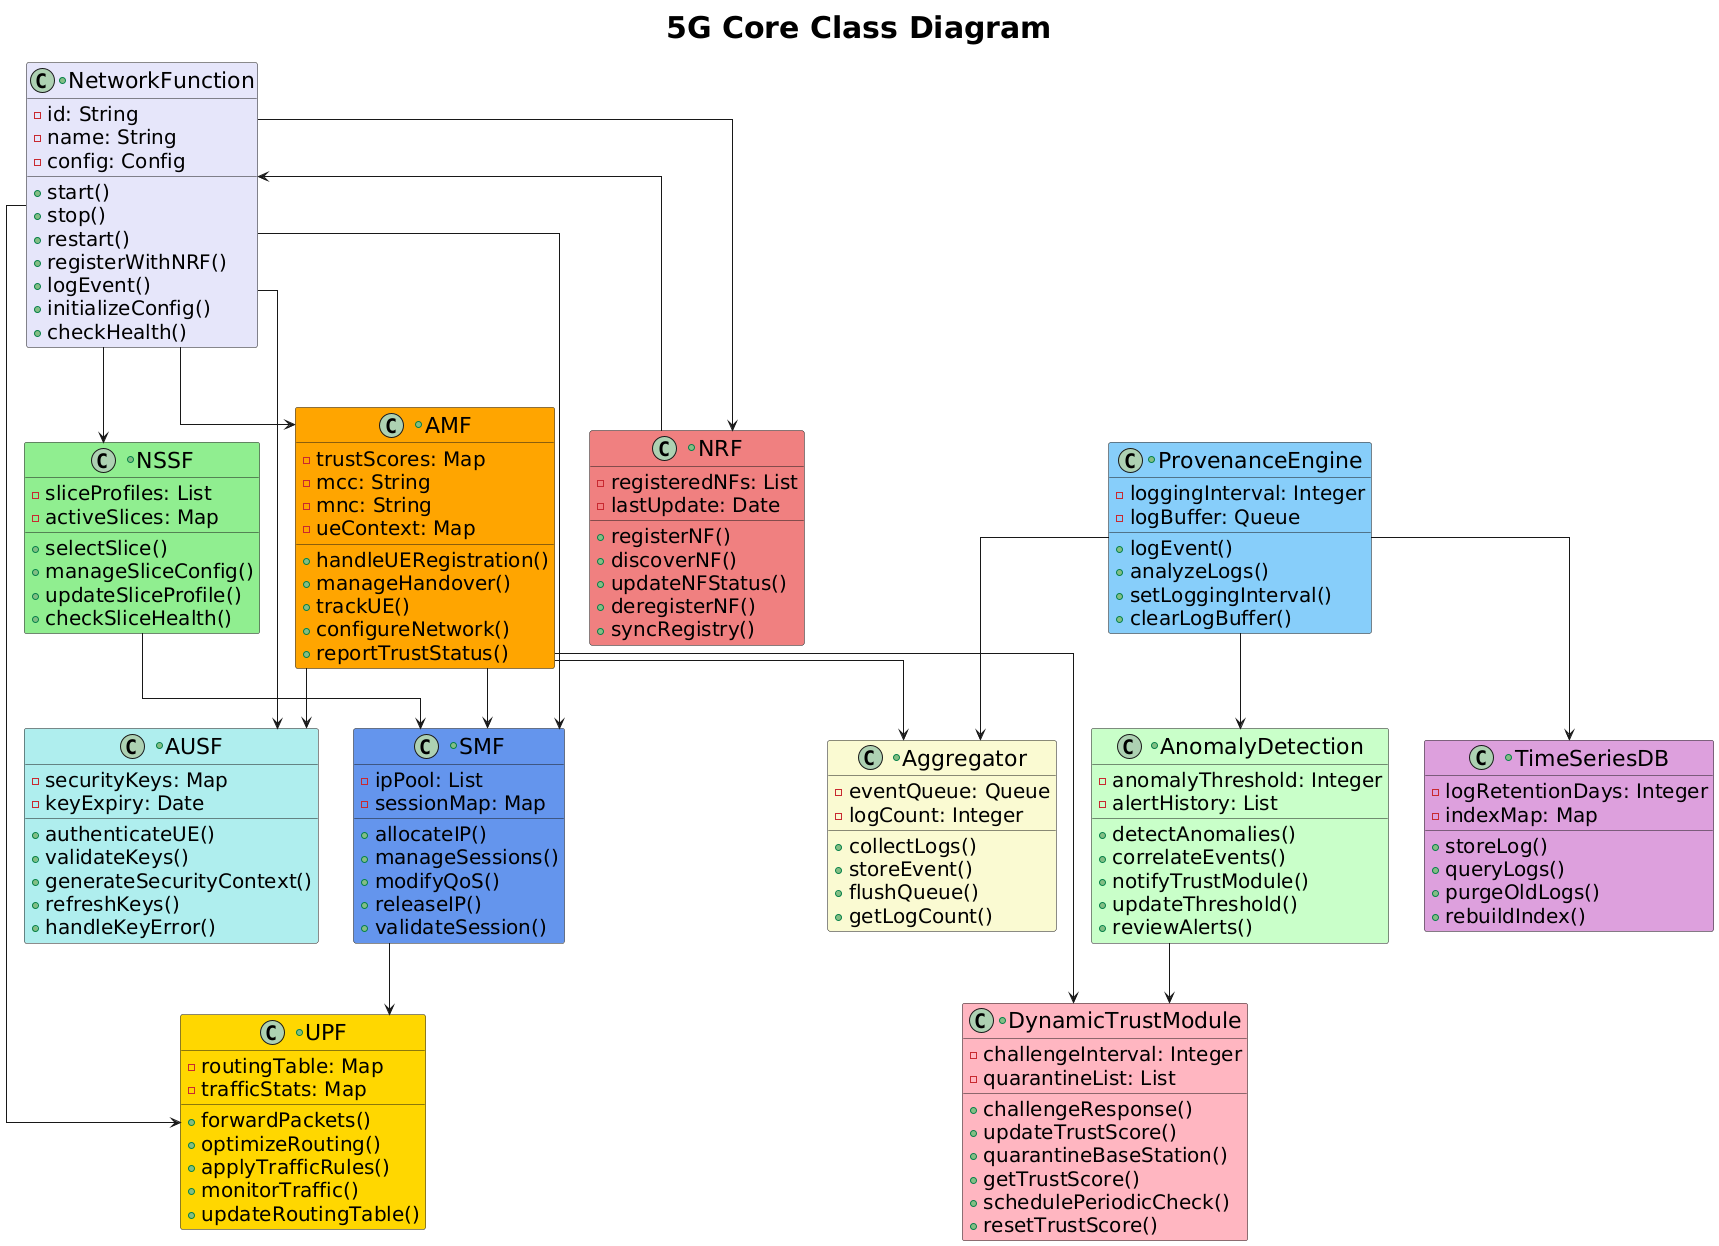 5G Core Class Diagram
C NetworkFunction
id: String
name: String
config: Config
start()
stop()
restart()
registerWithNRF()
logEvent()
initializeConfig()
checkHealth()
C NSSF
sliceProfiles: List
activeSlices: Map
selectSlice()
manageSliceConfig()
updateSliceProfile()
checkSliceHealth()
C AMF
trustScores: Map
mcc: String
mnc: String
ueContext: Map
handleUERegistration()
manageHandover()
trackUE()
configureNetwork()
reportTrustStatus()
C NRF
registeredNFs: List
lastUpdate: Date
registerNF()
discoverNF()
updateNFStatus()
deregisterNF()
syncRegistry()
C ProvenanceEngine
loggingInterval: Integer
logBuffer: Queue
logEvent()
analyzeLogs()
setLoggingInterval()
clearLogBuffer()
C AUSF
securityKeys: Map
keyExpiry: Date
authenticateUE()
validateKeys()
generateSecurityContext()
refreshKeys()
handleKeyError()
C SMF
ipPool: List
sessionMap: Map
allocateIP()
manageSessions()
modifyQoS()
releaseIP()
validateSession()
C Aggregator
eventQueue: Queue
logCount: Integer
collectLogs()
storeEvent()
flushQueue()
getLogCount()
C AnomalyDetection
anomalyThreshold: Integer
alertHistory: List
detectAnomalies()
correlateEvents()
notifyTrustModule()
updateThreshold()
reviewAlerts()
C TimeSeriesDB
logRetentionDays: Integer
indexMap: Map
storeLog()
queryLogs()
purgeOldLogs()
rebuildIndex()
C UPF
routingTable: Map
trafficStats: Map
forwardPackets()
optimizeRouting()
applyTrafficRules()
monitorTraffic()
updateRoutingTable()
C DynamicTrustModule
challengeInterval: Integer
quarantineList: List
challengeResponse()
updateTrustScore()
quarantineBaseStation()
getTrustScore()
schedulePeriodicCheck()
resetTrustScore()